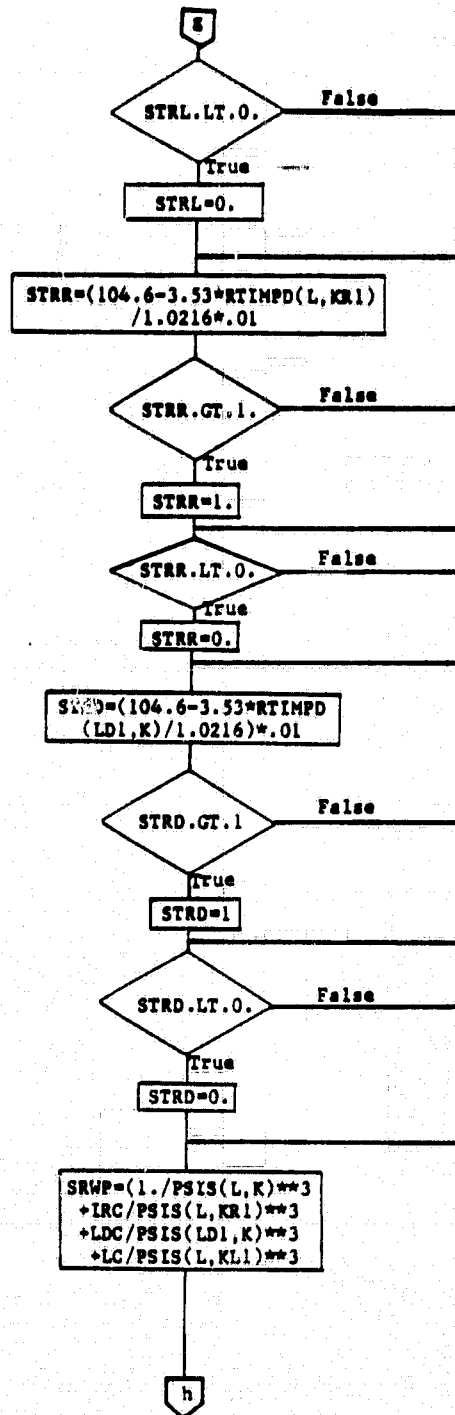 g
STRL.LT.0.
False
True
STRL=0.
STRR=(104.6-3.53*RTIMPD(L,KR1)
/1.0216*.01
STRR.GT.1.
False
True
STRR=1.
STRR.LT.0.
False
True
STRR=0.
STRD=(104.6-3.53*RTIMPD
(LD1,K)/1.0216)*.01
STRD.GT.1
False
True
STRD=1
STRD.LT.0.
False
True
STRD=0.
SRWP=(1./PSIS(L,K)**3
+IRC/PSIS(L,KR1)**3
+LDC/PSIS(LD1,K)**3
+LC/PSIS(L,KL1)**3
h